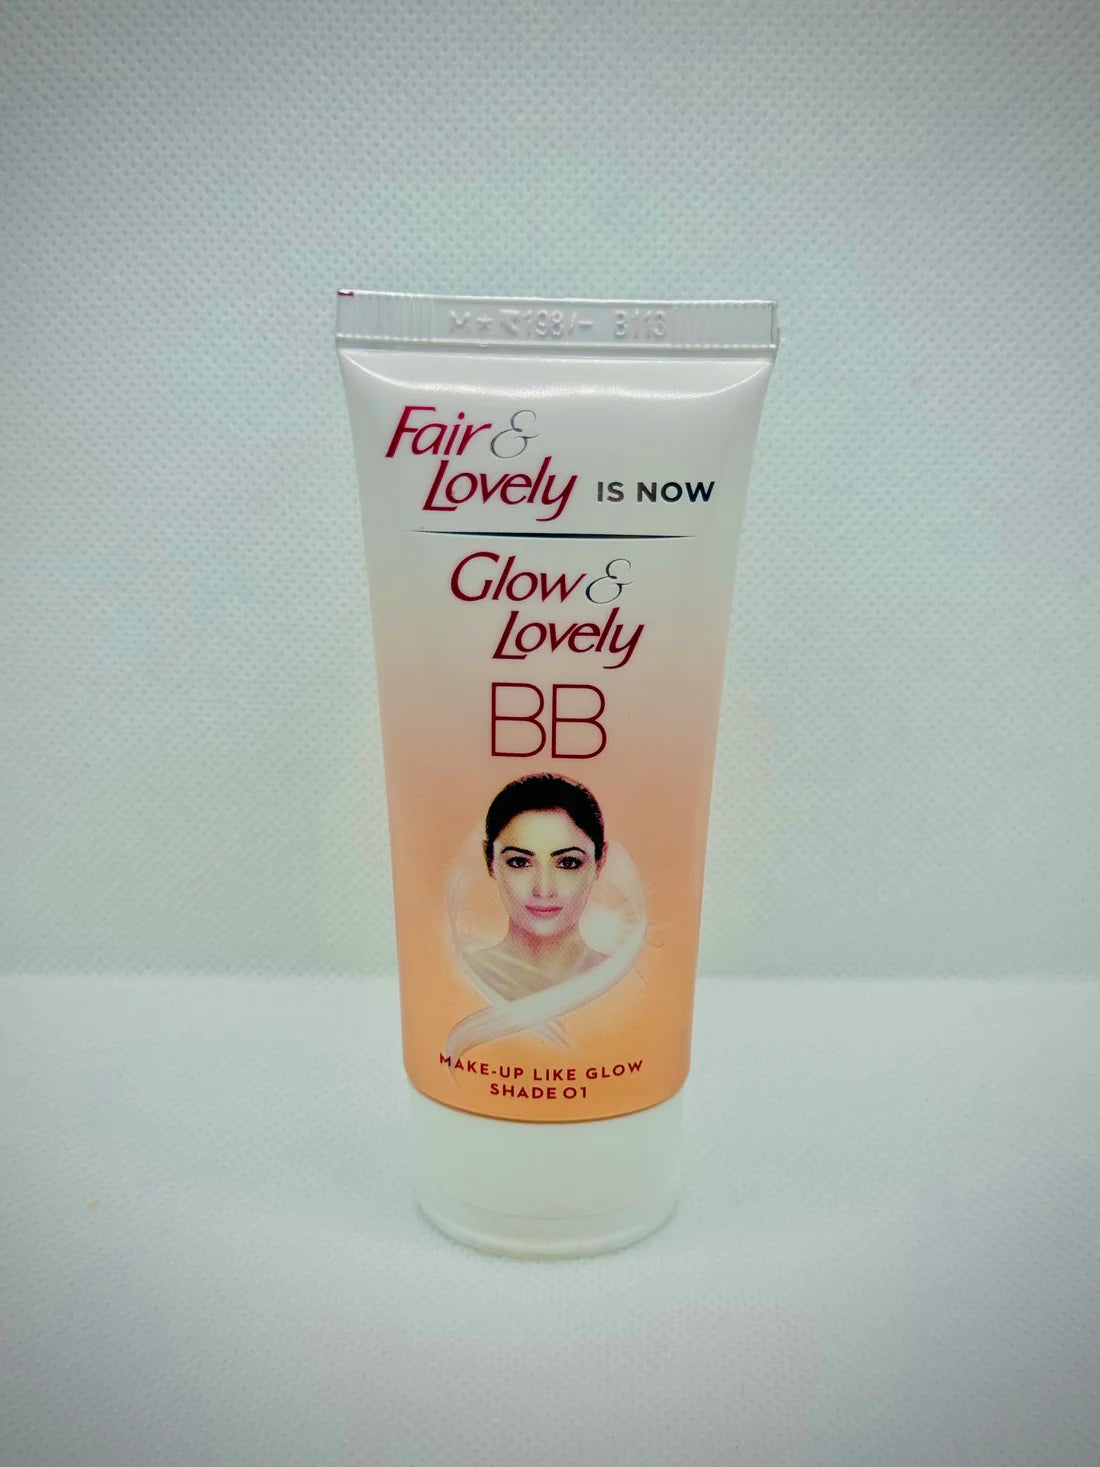 M ★ ₹198/- B113
Fair &
Lovely IS NOW
Glow &
Lovely
BB
MAKE-UP LIKE GLOW
SHADE 01